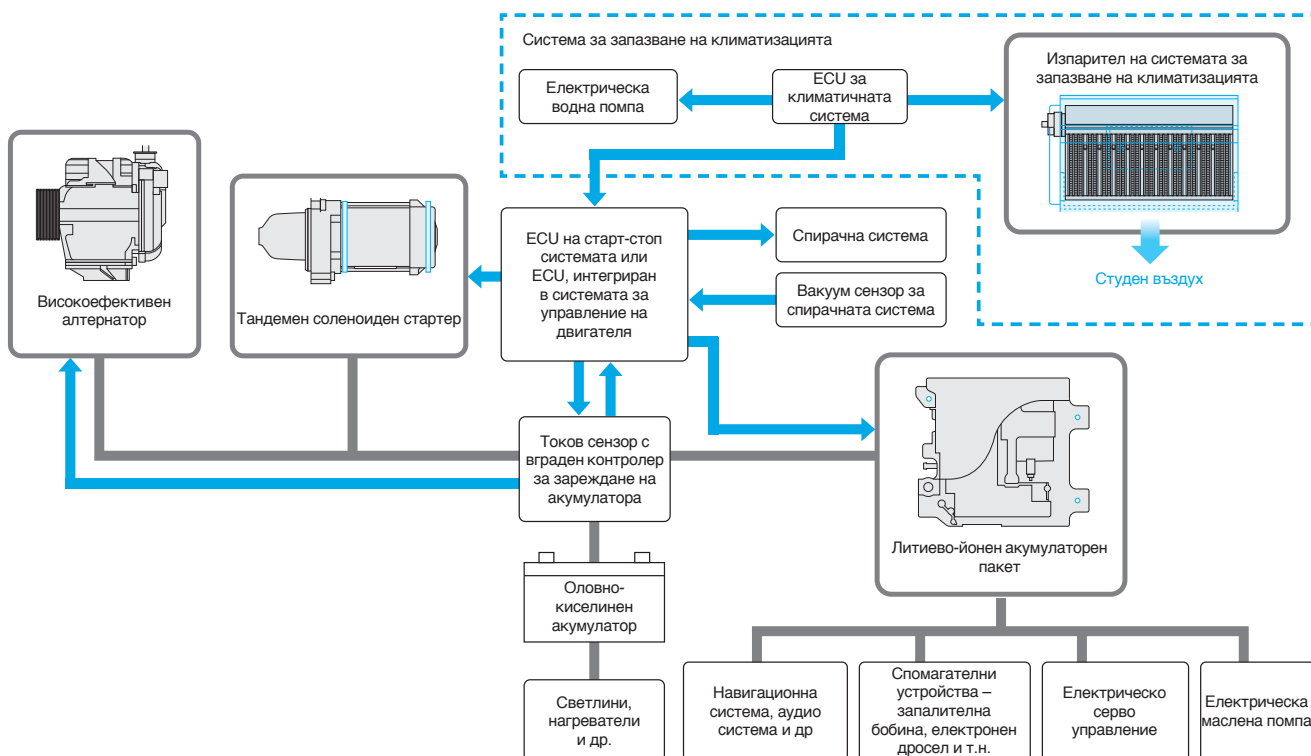 Система за запазване на климатизацията
Електрическа
водна помпа
ECU за
климатичната
система
Изпарител на системата за
запазване на климатизацията
Студен въздух
Високоефективен
алтернатор
Тандемен соленоиден стартер
ECU на старт-стоп
системата или
ECU, интегриран
в системата за
управление на
двигателя
Спирачна система
Вакуум сензор за
спирачната система
Токов сензор с
вграден контролер
за зареждане на
акумулатора
Литиево-йонен акумулаторен
пакет
Оловно-
киселинен
акумулатор
Светлини,
нагреватели
и др.
Навигационна
система, аудио
система и др
Спомагателни
устройства –
запалителна
бобина, електронен
дросел и т.н.
Електрическо
серво
управление
Електрическа
маслена помпа